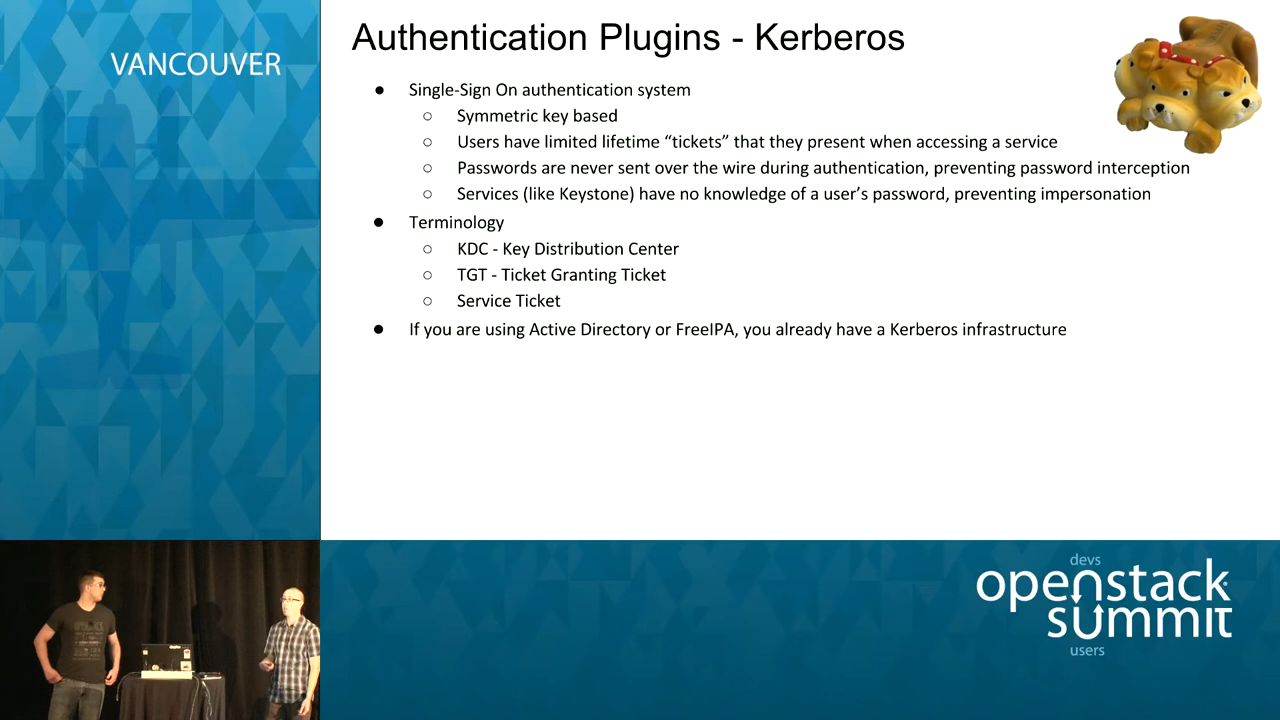 VANCOUVER
Authentication Plugins - Kerberos
● Single-Sign On authentication system
○ Symmetric key based
○ Users have limited lifetime “tickets” that they present when accessing a service
○ Passwords are never sent over the wire during authentication, preventing password interception
○ Services (like Keystone) have no knowledge of a user’s password, preventing impersonation
● Terminology
○ KDC - Key Distribution Center
○ TGT - Ticket Granting Ticket
○ Service Ticket
● If you are using Active Directory or FreeIPA, you already have a Kerberos infrastructure
devs
openstack
summit
users